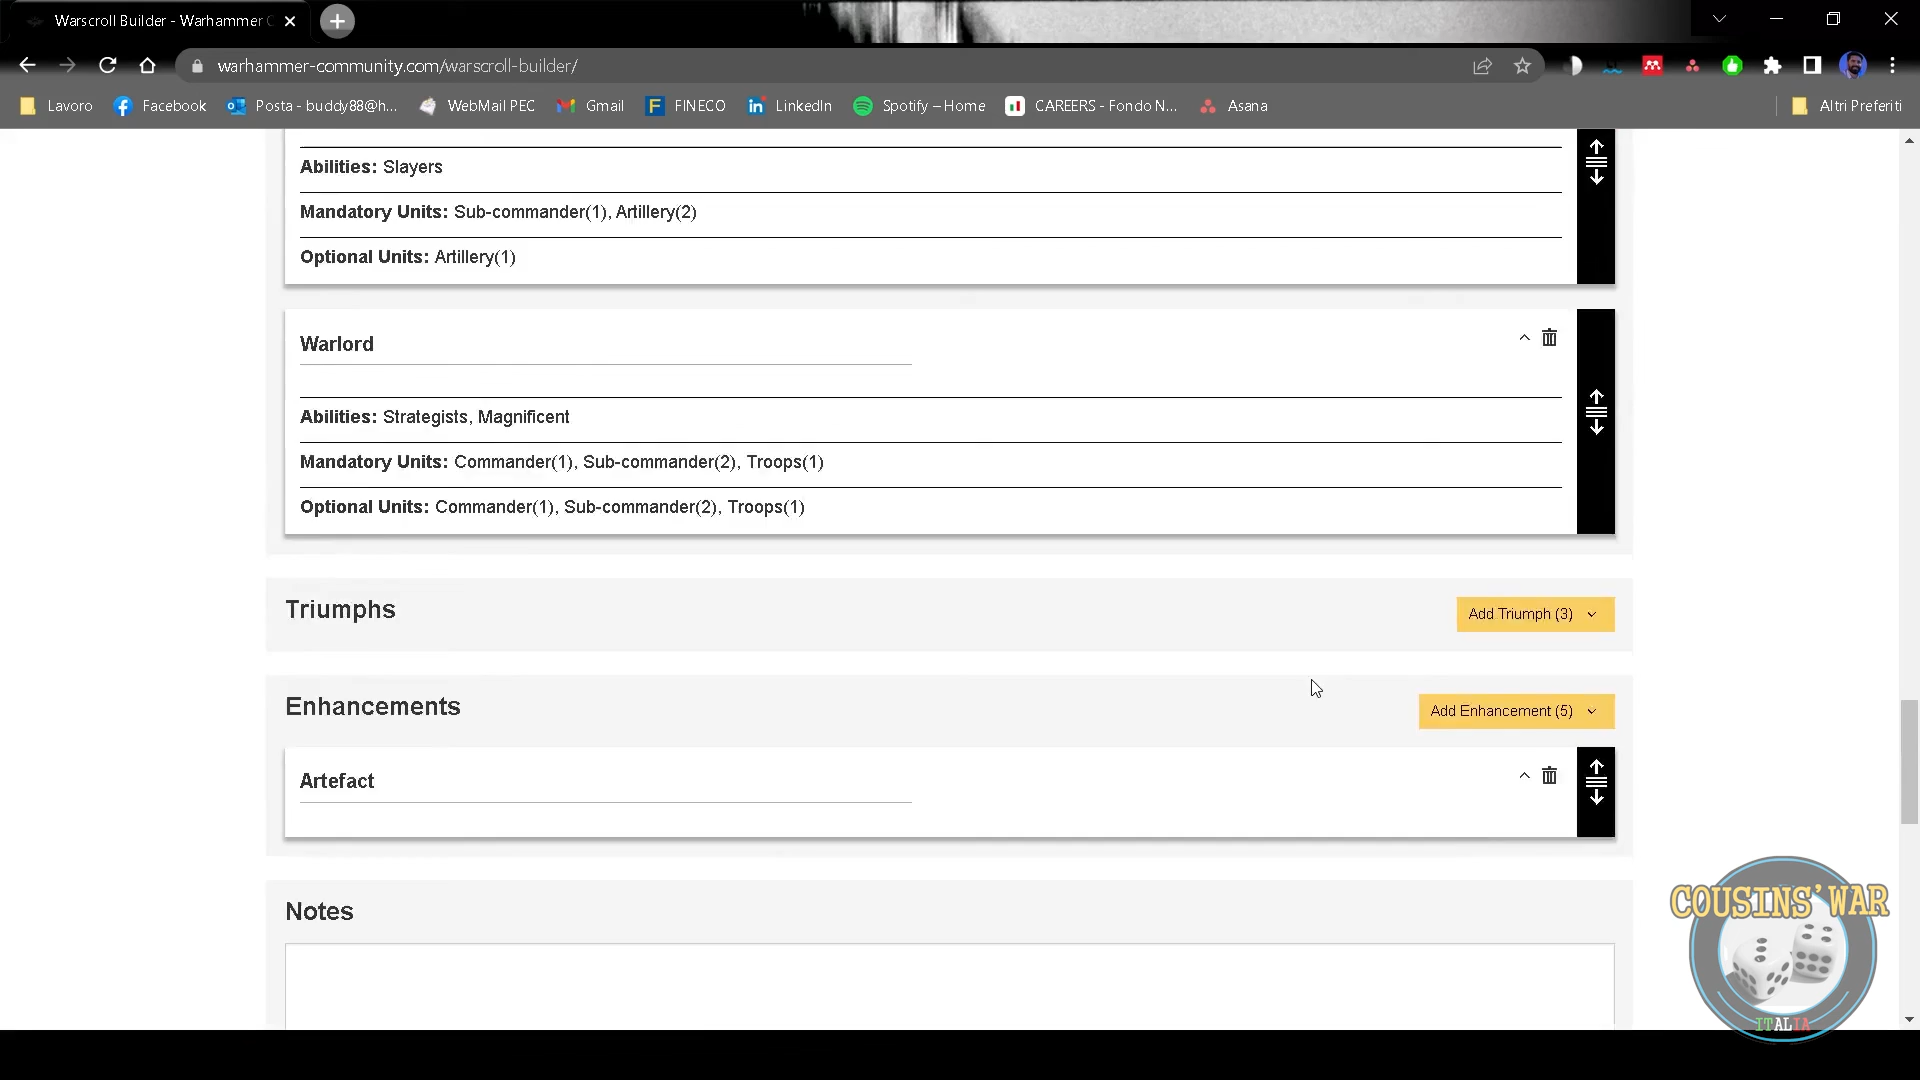 Warscroll Builder - Warhammer C
warhammer-community.com/warscroll-builder/
Lavoro
Facebook
Posta - buddy88@h...
WebMail PEC
Gmail
FINECO
LinkedIn
Spotify – Home
CAREERS - Fondo N...
Asana
Altri Preferiti
Abilities: Slayers
Mandatory Units: Sub-commander(1), Artillery(2)
Optional Units: Artillery(1)
Warlord
Abilities: Strategists, Magnificent
Mandatory Units: Commander(1), Sub-commander(2), Troops(1)
Optional Units: Commander(1), Sub-commander(2), Troops(1)
Triumphs
Add Triumph (3)
Enhancements
Add Enhancement (5)
Artefact
Notes
COUSINS' WAR
ITALIA